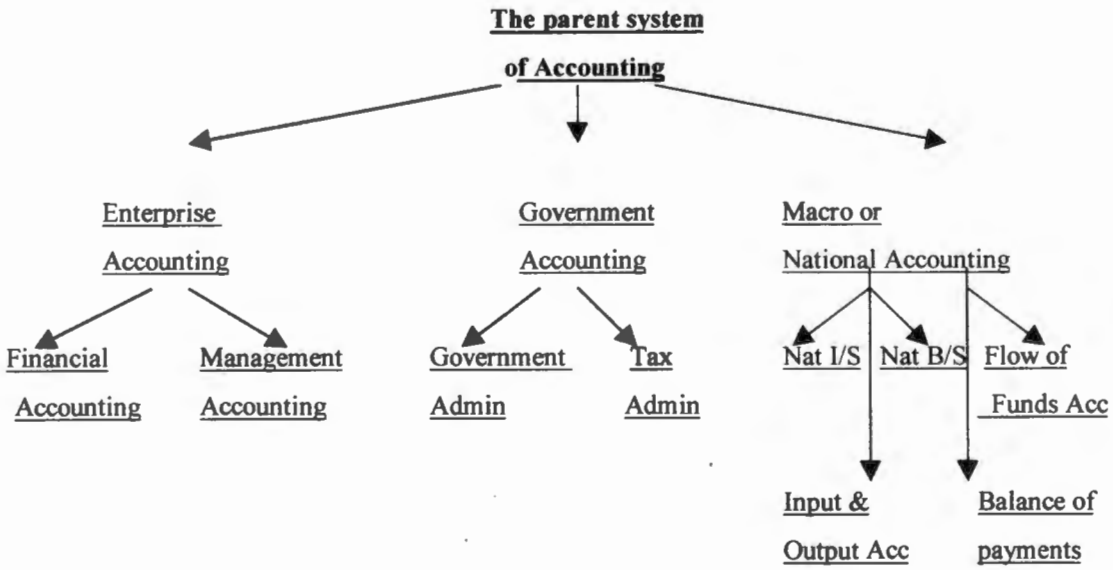 The parent system
of Accounting
Enterprise
Accounting
Government
Accounting
Macro or
National Accounting
Financial
Accounting
Management
Accounting
Government
Admin
Tax
Admin
Nat I/S
Nat B/S
Flow of
Funds Acc
Input &
Output Acc
Balance of
payments